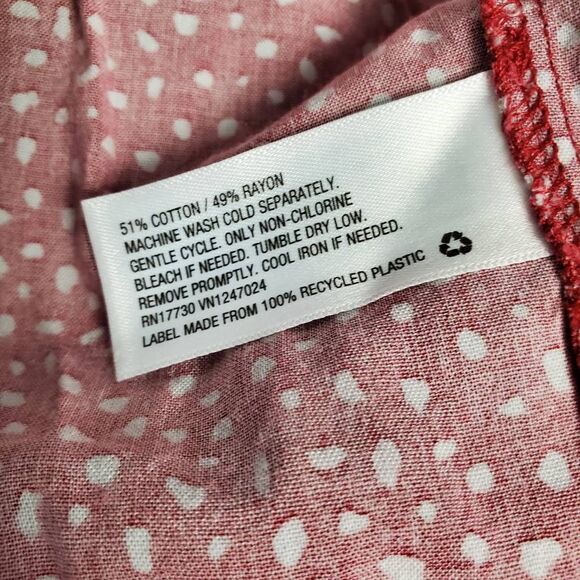 51% COTTON / 49% RAYON
MACHINE WASH COLD SEPARATELY.
GENTLE CYCLE. ONLY NON-CHLORINE
BLEACH IF NEEDED. TUMBLE DRY LOW.
REMOVE PROMPTLY. COOL IRON IF NEEDED.
RN17730 VN1247024
LABEL MADE FROM 100% RECYCLED PLASTIC